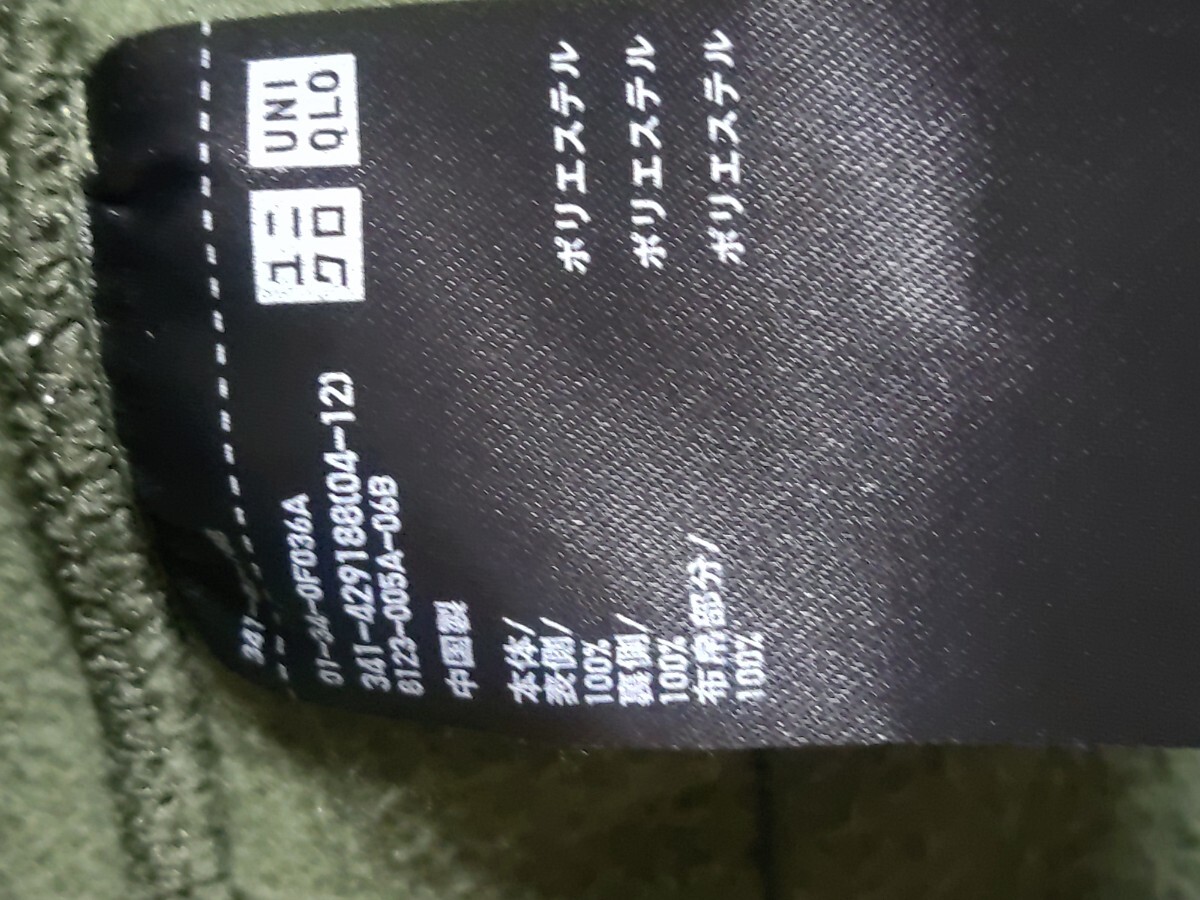 ユニ
クロ
UNI
QLO
01-34-0F036A
341-429188(04-12)
8123-005A-06B
中国製
本体/
表側/
100% ポリエステル
裏側/
100% ポリエステル
布帛部分/
100% ポリエステル